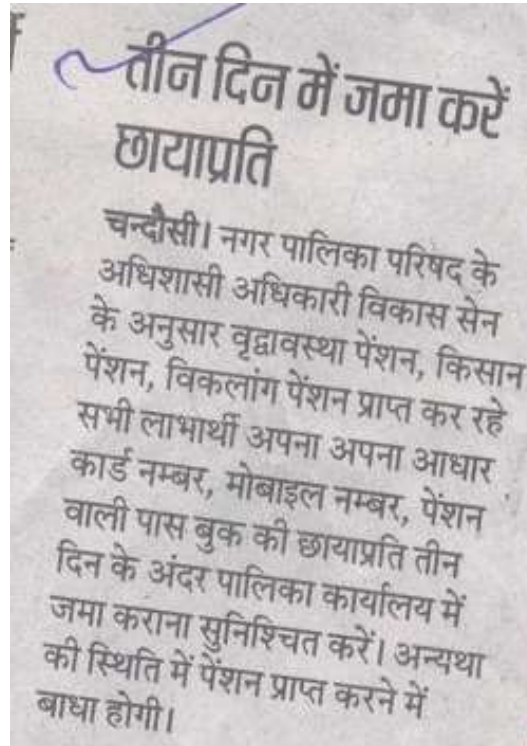 तीन दिन में जमा करें
छायाप्रति
चन्दौसी। नगर पालिका परिषद के
अधिशासी अधिकारी विकास सेन
के अनुसार वृद्वावस्था पेंशन, किसान
पेंशन, विकलांग पेंशन प्राप्त कर रहे
सभी लाभार्थी अपना अपना आधार
कार्ड नम्बर, मोबाइल नम्बर, पेंशन
वाली पास बुक की छायाप्रति तीन
दिन के अंदर पालिका कार्यालय में
जमा कराना सुनिश्चित करें। अन्यथा
की स्थिति में पेंशन प्राप्त करने में
बाधा होगी।